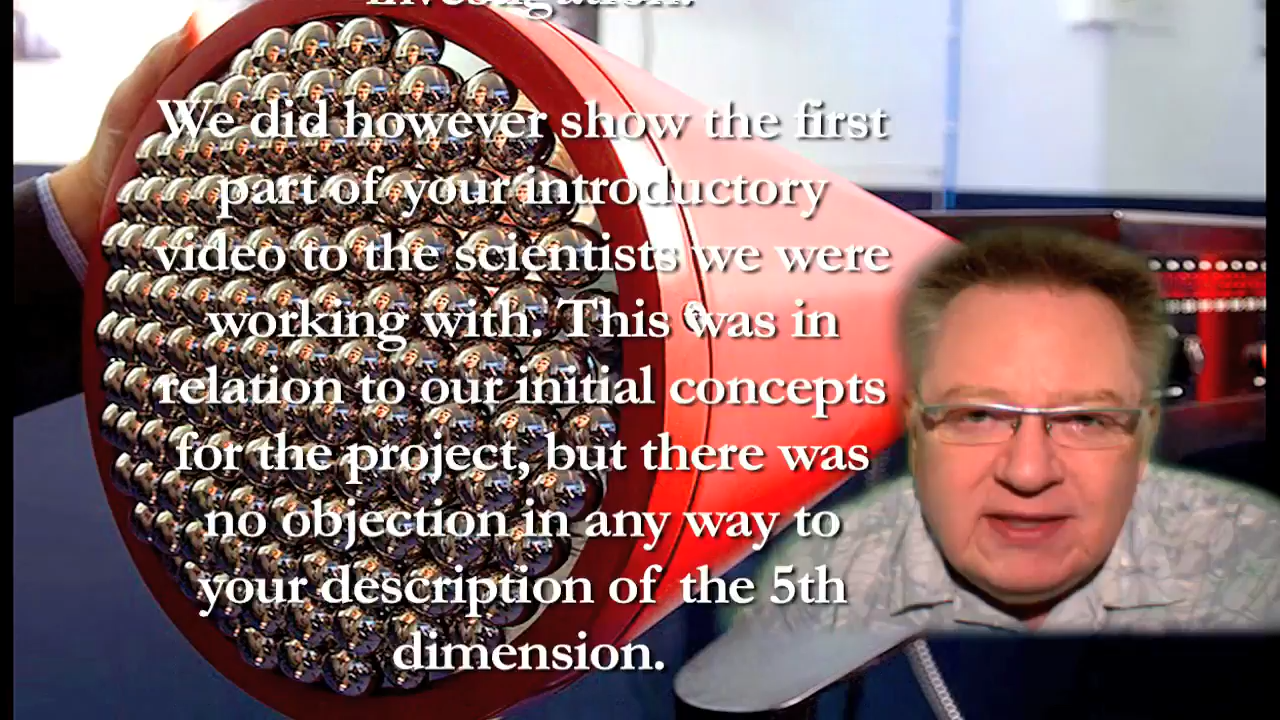 investigation.
We did however show the first
part of your introductory
video to the scientists we were
working with. This was in
relation to our initial concepts
for the project, but there was
no objection in any way to
your description of the 5th
dimension.